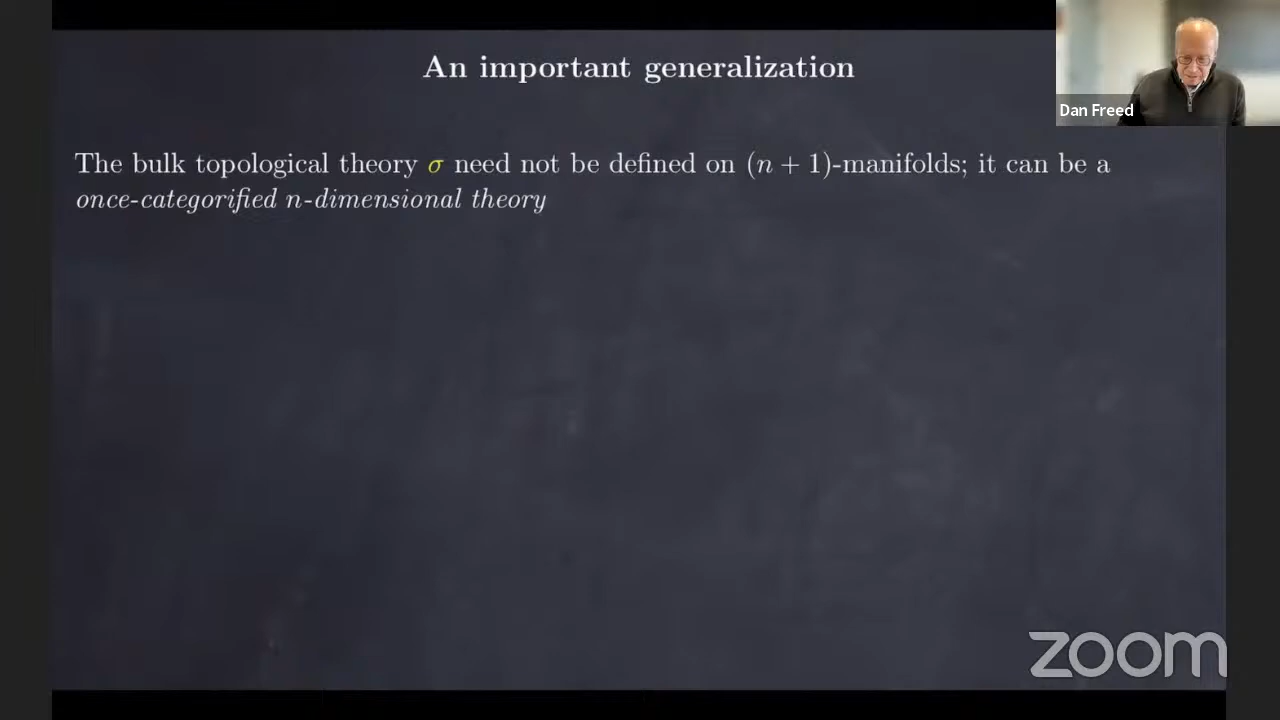 An important generalization
Dan Freed
The bulk topological theory σ need not be defined on (n + 1)-manifolds; it can be a
once-categorified n-dimensional theory
zoom